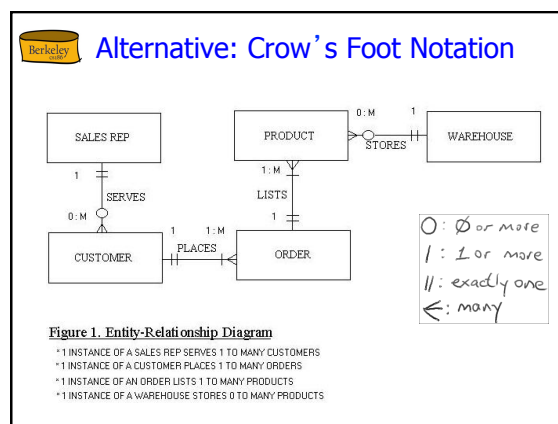 Berkeley
cs186
Alternative: Crow’s Foot Notation
SALES REP
1
SERVES
0:M
CUSTOMER
1
PLACES
1:M
ORDER
1
LISTS
1:M
PRODUCT
0:M
STORES
1
WAREHOUSE
O: Ø or more
|: 1 or more
||: exactly one
<: many
Figure 1. Entity-Relationship Diagram
* 1 INSTANCE OF A SALES REP SERVES 1 TO MANY CUSTOMERS
* 1 INSTANCE OF A CUSTOMER PLACES 1 TO MANY ORDERS
* 1 INSTANCE OF AN ORDER LISTS 1 TO MANY PRODUCTS
* 1 INSTANCE OF A WAREHOUSE STORES 0 TO MANY PRODUCTS